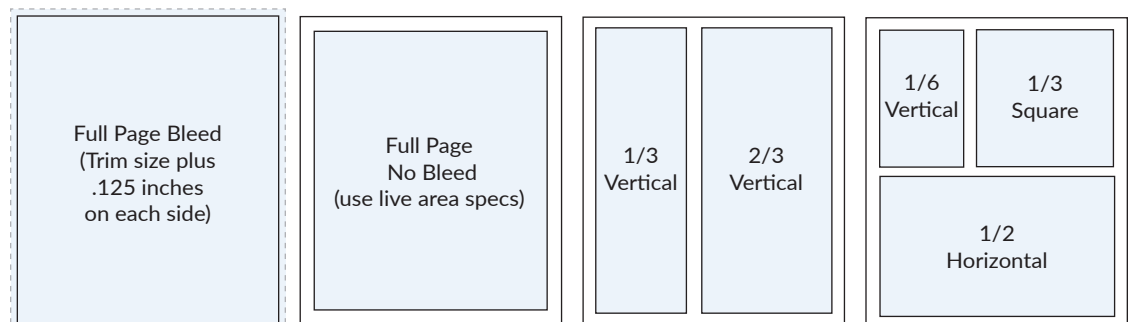 Full Page Bleed
(Trim size plus
.125 inches
on each side)
Full Page
No Bleed
(use live area specs)
1/3
Vertical
2/3
Vertical
1/6
Vertical
1/3
Square
1/2
Horizontal